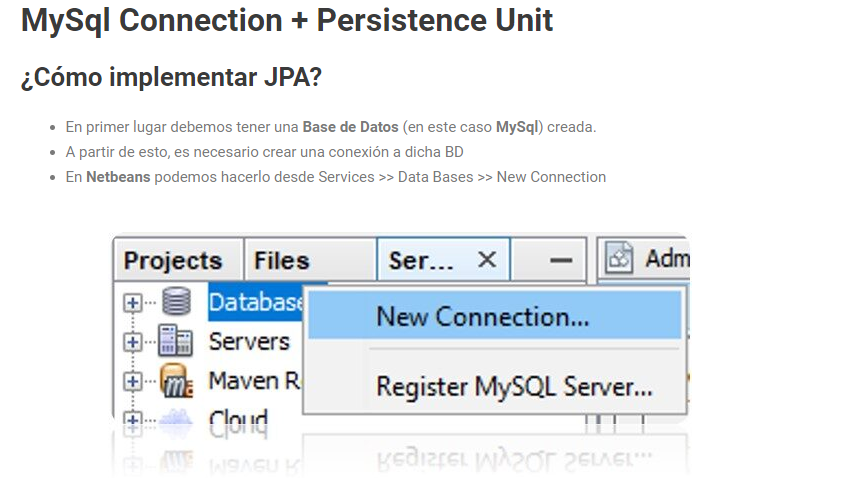 MySql Connection + Persistence Unit
¿Cómo implementar JPA?
En primer lugar debemos tener una Base de Datos (en este caso MySql) creada.
A partir de esto, es necesario crear una conexión a dicha BD
En Netbeans podemos hacerlo desde Services >> Data Bases >> New Connection
Projects Files Ser...
Adm
Database
New Connection...
Servers
Maven R
Register MySQL Server...
Cloud